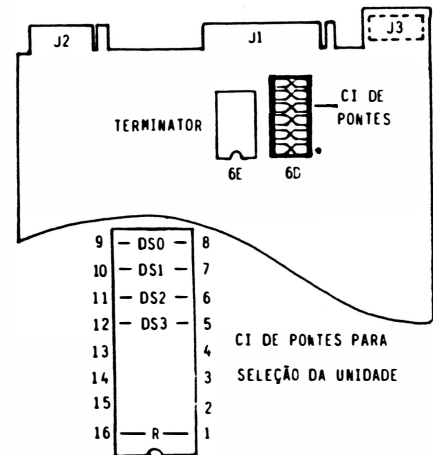 J2
J1
J3
TERMINATOR
CI DE
PONTES
6E
6D
9 — DS0 — 8
10 — DS1 — 7
11 — DS2 — 6
12 — DS3 — 5
13 4
14 3
15 2
16 — R — 1
CI DE PONTES PARA
SELEÇÃO DA UNIDADE